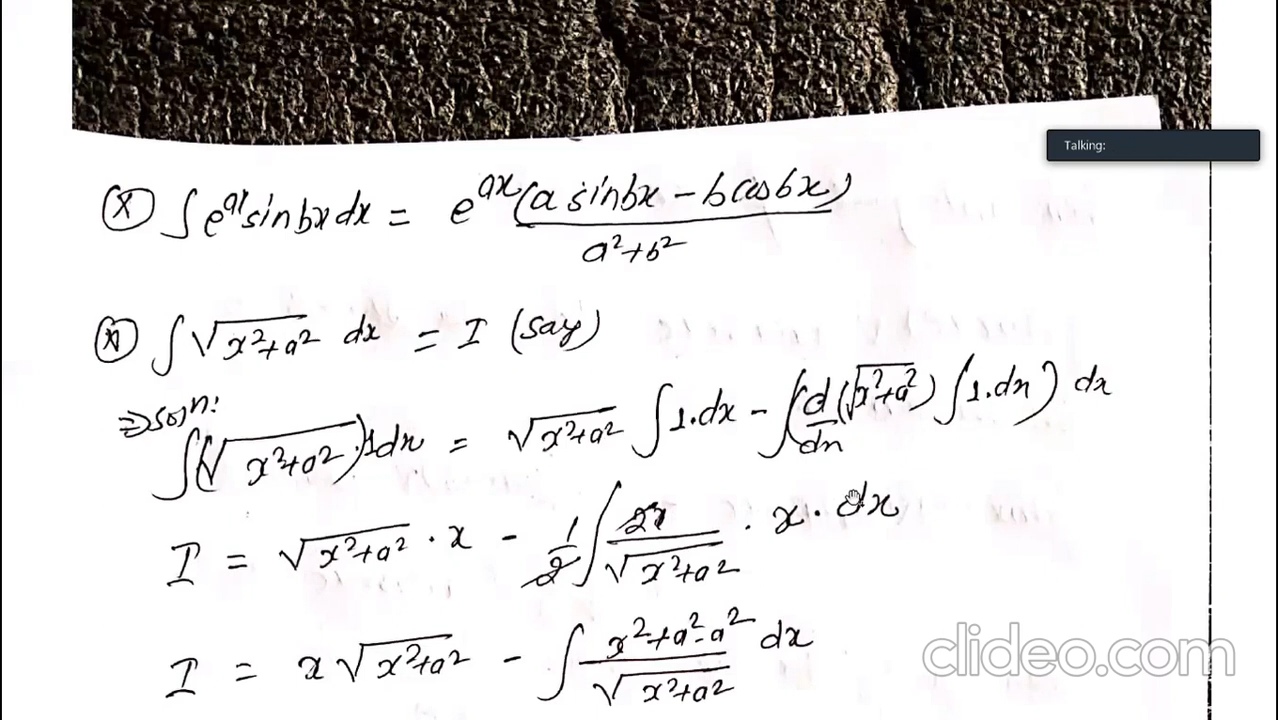 Talking:
(x) ∫ e^{ax} sin bx dx = e^{ax} (a sin bx - b cos bx) / a²+b²
(x) ∫ √x²+a² dx = I (say)
⇒ Soln:
∫(√x²+a²).1 dx = √x²+a² ∫1.dx - ∫(d/dx (√x²+a²) ∫1.dx) dx
I = √x²+a² . x - 1/2 ∫ 2x/√x²+a² . x . dx
I = x √x²+a² - ∫ x²+a²-a²/√x²+a² dx
clideo.com